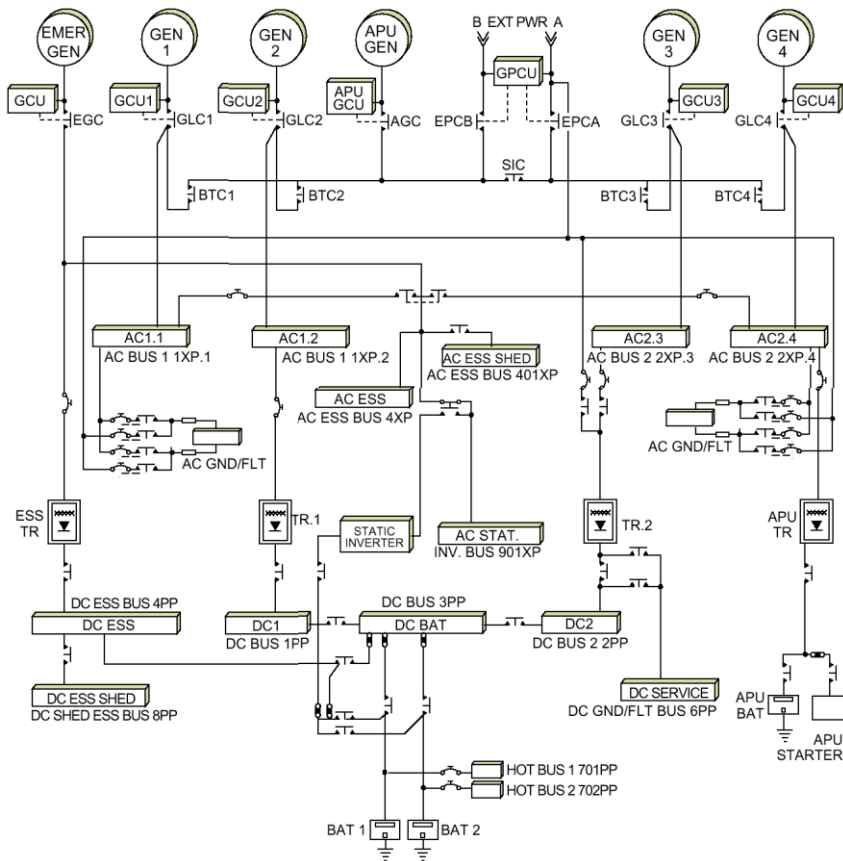 B EXT PWR A
EMER
GEN
GEN
1
GEN
2
APU
GEN
GEN
3
GEN
4
GCU
GCU1
GCU2
APU
GCU
GPCU
GCU3
GCU4
EGC
GLC1
GLC2
AGC
EPCB
EPCA
GLC3
GLC4
SIC
BTC1
BTC2
BTC3
BTC4
AC1.1
AC BUS 1 1XP.1
AC1.2
AC BUS 1 1XP.2
AC2.3
AC BUS 2 2XP.3
AC2.4
AC BUS 2 2XP.4
AC ESS SHED
AC ESS BUS 401XP
AC ESS
AC ESS BUS 4XP
AC GND/FLT
AC GND/FLT
ESS
TR
TR.1
STATIC
INVERTER
AC STAT.
INV. BUS 901XP
TR.2
APU
TR
DC ESS BUS 4PP
DC ESS
DC1
DC BUS 1PP
DC BUS 3PP
DC BAT
DC2
DC BUS 2 2PP
DC ESS SHED
DC SHED ESS BUS 8PP
DC SERVICE
DC GND/FLT BUS 6PP
APU
BAT
APU
STARTER
HOT BUS 1 701PP
HOT BUS 2 702PP
BAT 1
BAT 2